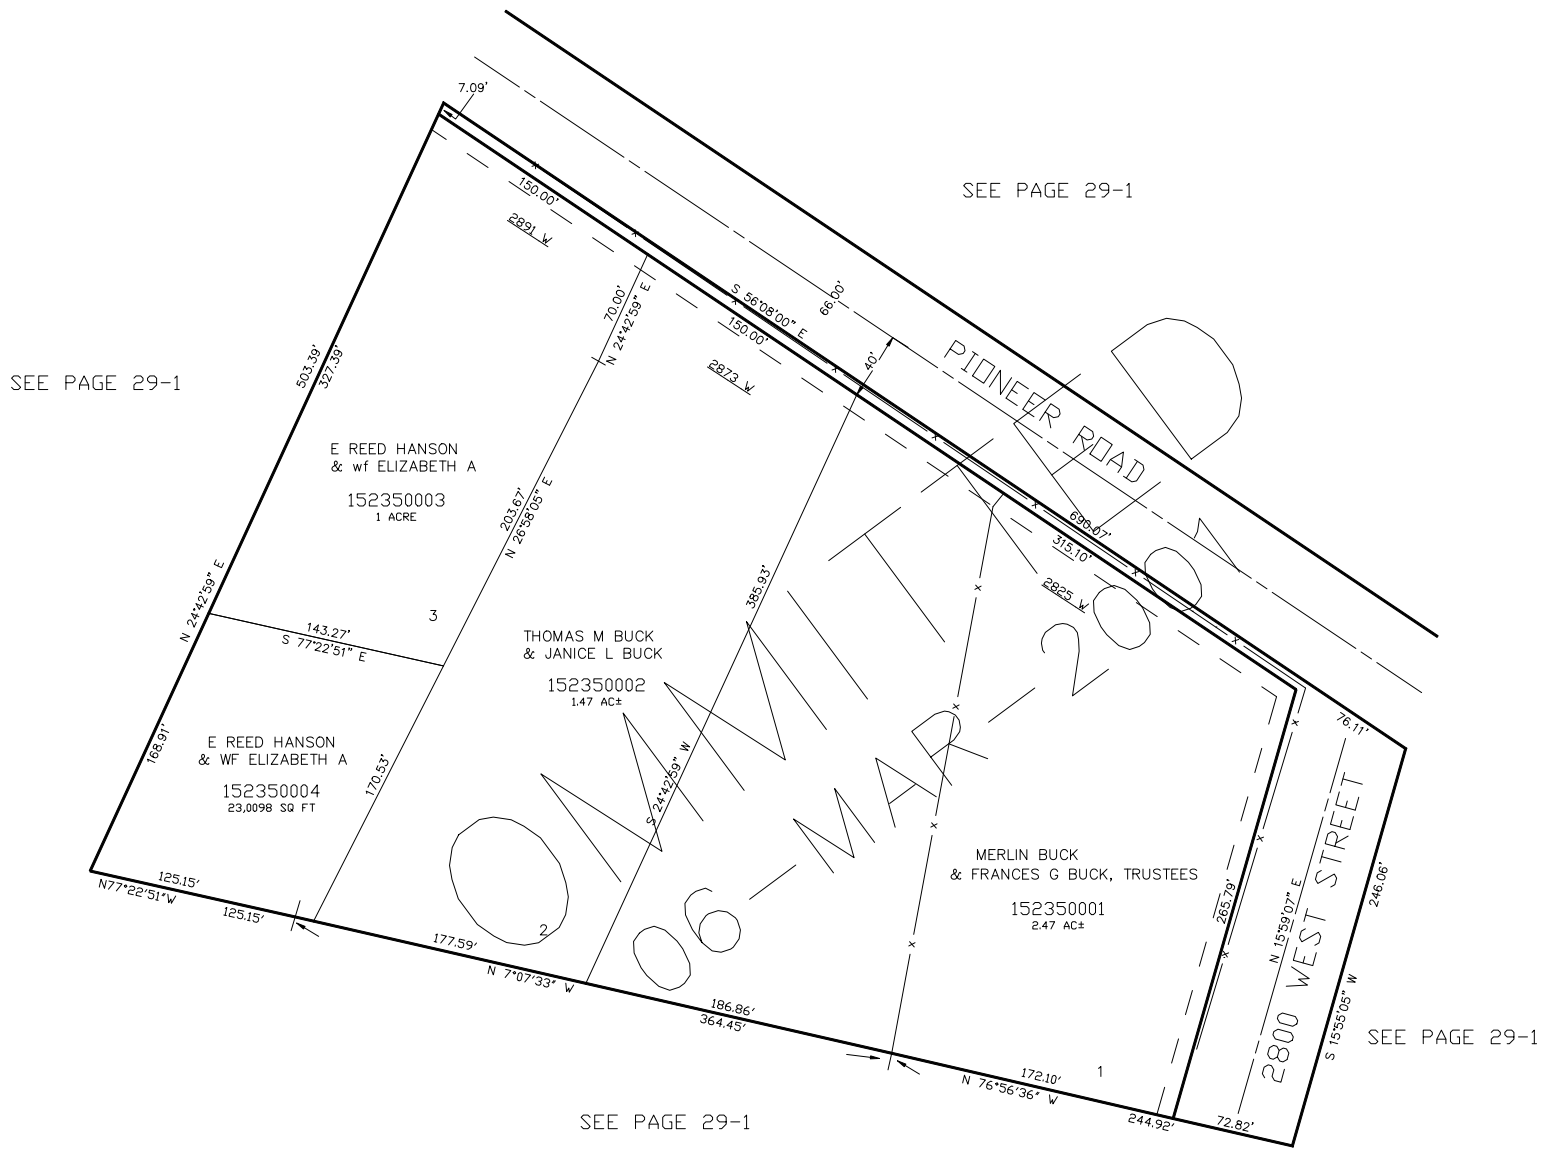 7.09'
SEE PAGE 29-1
150.00'
2891 W
S 56°08'00" E
66.00'
150.00'
2873 W
40'
PIONEER ROAD
70.00'
N 24°42'59" E
503.39'
327.39'
SEE PAGE 29-1
E REED HANSON
& wf ELIZABETH A
152350003
1 ACRE
203.67'
N 26°58'05" E
690.07'
315.10'
2825 W
385.93'
N 24°42'59" E
3
143.27'
S 77°22'51" E
THOMAS M BUCK
& JANICE L BUCK
152350002
1.47 AC±
76.11'
168.91'
E REED HANSON
& WF ELIZABETH A
152350004
23,0098 SQ FT
170.53'
S 24°42'59" W
MERLIN BUCK
& FRANCES G BUCK, TRUSTEES
152350001
2.47 AC±
265.79'
N 15°59'07" E
2800 WEST STREET
246.06'
S 15°55'05" W
125.15'
N77°22'51"W
125.15'
177.59'
2
N 7°07'33" W
186.86'
364.45'
SEE PAGE 29-1
172.10'
1
N 76°56'36" W
244.92'
72.82'
SEE PAGE 29-1
06-MAR-2007